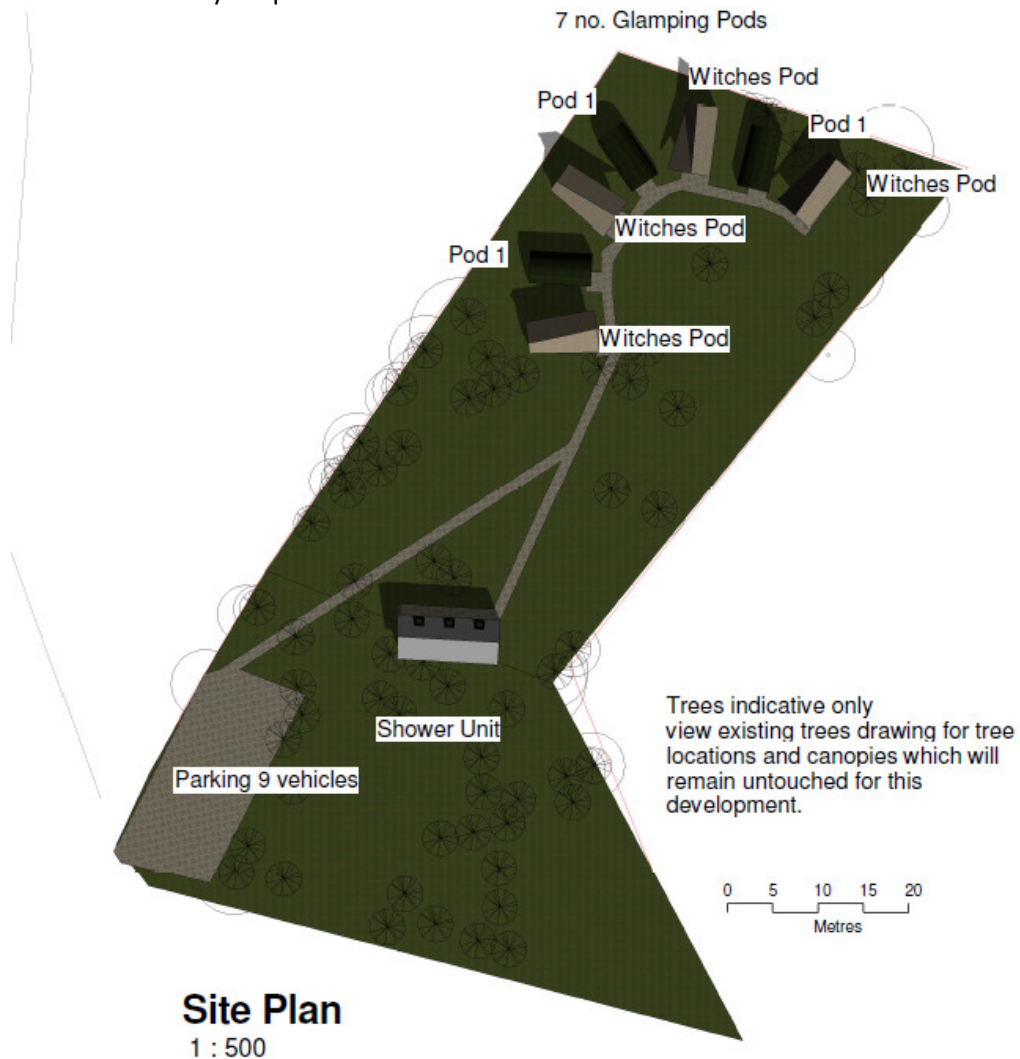 7 no. Glamping Pods
Witches Pod
Pod 1
Pod 1
Witches Pod
Witches Pod
Pod 1
Witches Pod
Trees indicative only
view existing trees drawing for tree
locations and canopies which will
remain untouched for this
development.
Shower Unit
Parking 9 vehicles
0 5 10 15 20
Metres
Site Plan
1 : 500